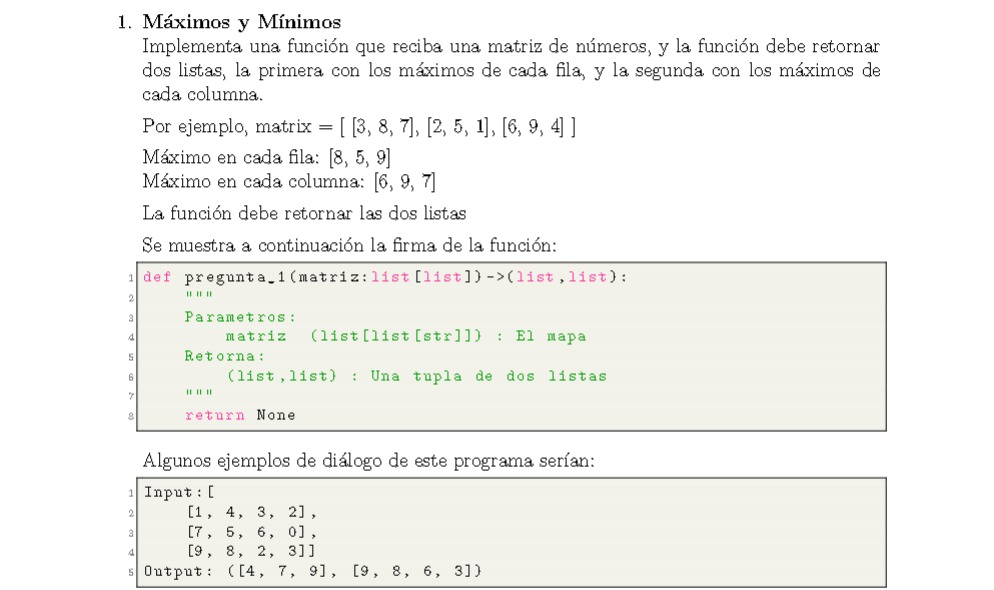 1. Máximos y Mínimos
Implementa una función que reciba una matriz de números, y la función debe retornar
dos listas, la primera con los máximos de cada fila, y la segunda con los máximos de
cada columna.
Por ejemplo, matrix = [ [3, 8, 7], [2, 5, 1], [6, 9, 4] ]
Máximo en cada fila: [8, 5, 9]
Máximo en cada columna: [6, 9, 7]
La función debe retornar las dos listas
Se muestra a continuación la firma de la función:
1 def pregunta_1(matriz:list[list])->(list,list):
2 """
3 Parametros:
4 matriz (list[list[str]]) : El mapa
5 Retorna:
6 (list,list) : Una tupla de dos listas
7 """
8 return None
Algunos ejemplos de diálogo de este programa serían:
1 Input:[
2 [1, 4, 3, 2],
3 [7, 5, 6, 0],
4 [9, 8, 2, 3]]
5 Output: ([4, 7, 9], [9, 8, 6, 3])